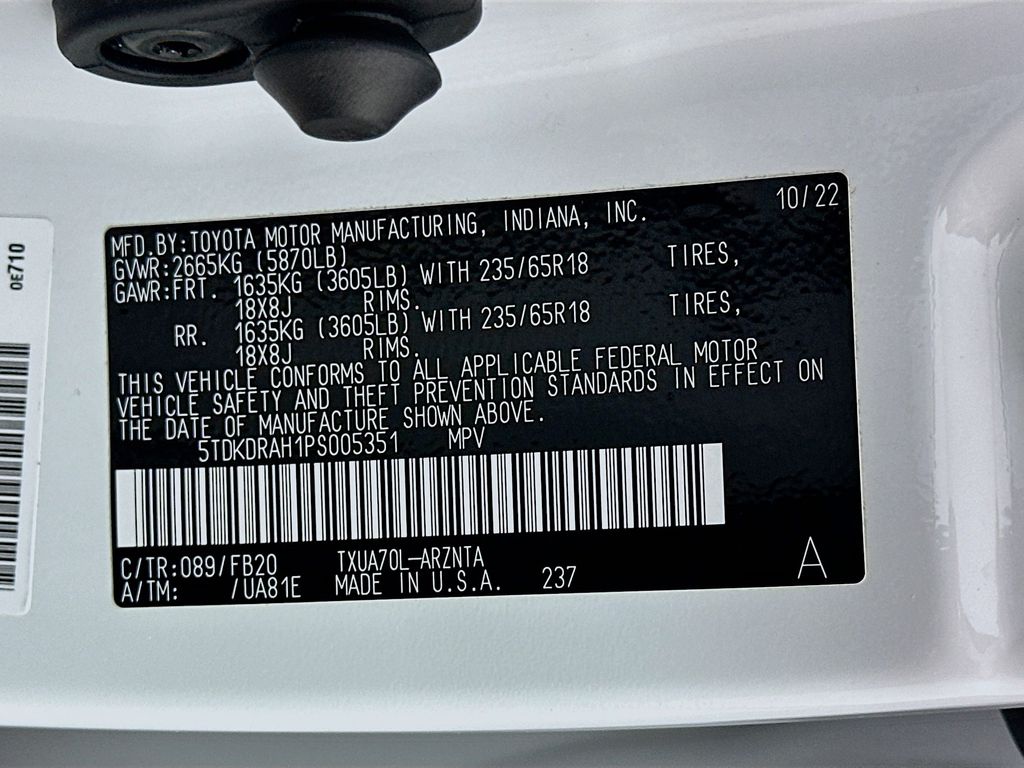 0E710
10/22
MFD.BY:TOYOTA MOTOR MANUFACTURING, INDIANA, INC.
GVWR:2665KG (5870LB)
GAWR:FRT. 1635KG (3605LB) WITH 235/65R18 TIRES,
18X8J RIMS.
RR. 1635KG (3605LB) WITH 235/65R18 TIRES,
18X8J RIMS.
THIS VEHICLE CONFORMS TO ALL APPLICABLE FEDERAL MOTOR
VEHICLE SAFETY AND THEFT PREVENTION STANDARDS IN EFFECT ON
THE DATE OF MANUFACTURE SHOWN ABOVE.
5TDKDRAH1PS005351 MPV
C/TR:089/FB20 TXUA70L-ARZNTA
A/TM: /UA81E MADE IN U.S.A. 237 A